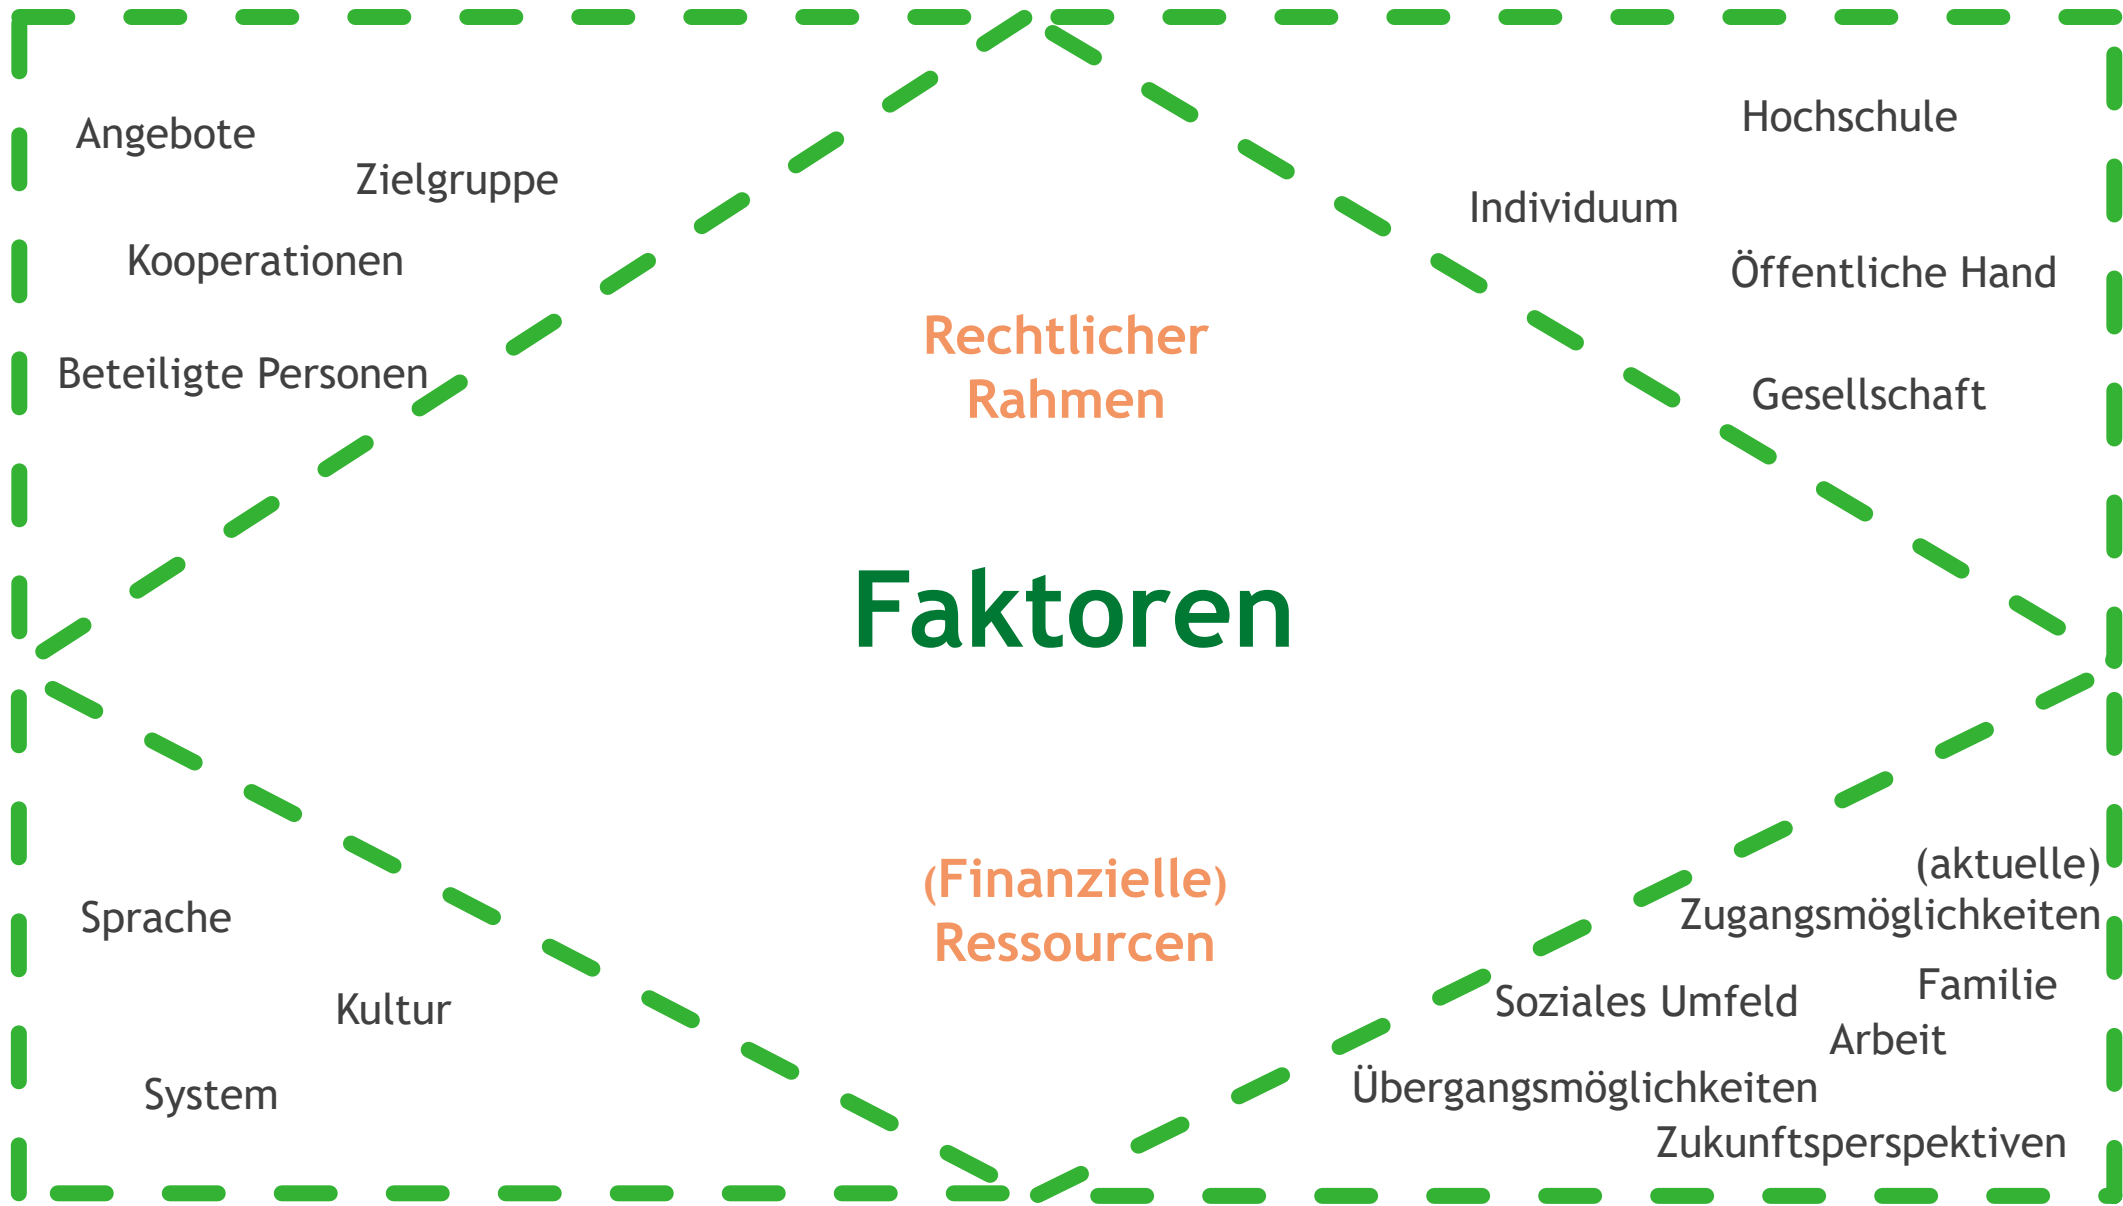 Angebote
Zielgruppe
Kooperationen
Beteiligte Personen
Hochschule
Individuum
Öffentliche Hand
Gesellschaft
Rechtlicher
Rahmen
Faktoren
(Finanzielle)
Ressourcen
Sprache
Kultur
System
(aktuelle)
Zugangsmöglichkeiten
Familie
Soziales Umfeld
Arbeit
Übergangsmöglichkeiten
Zukunftsperspektiven